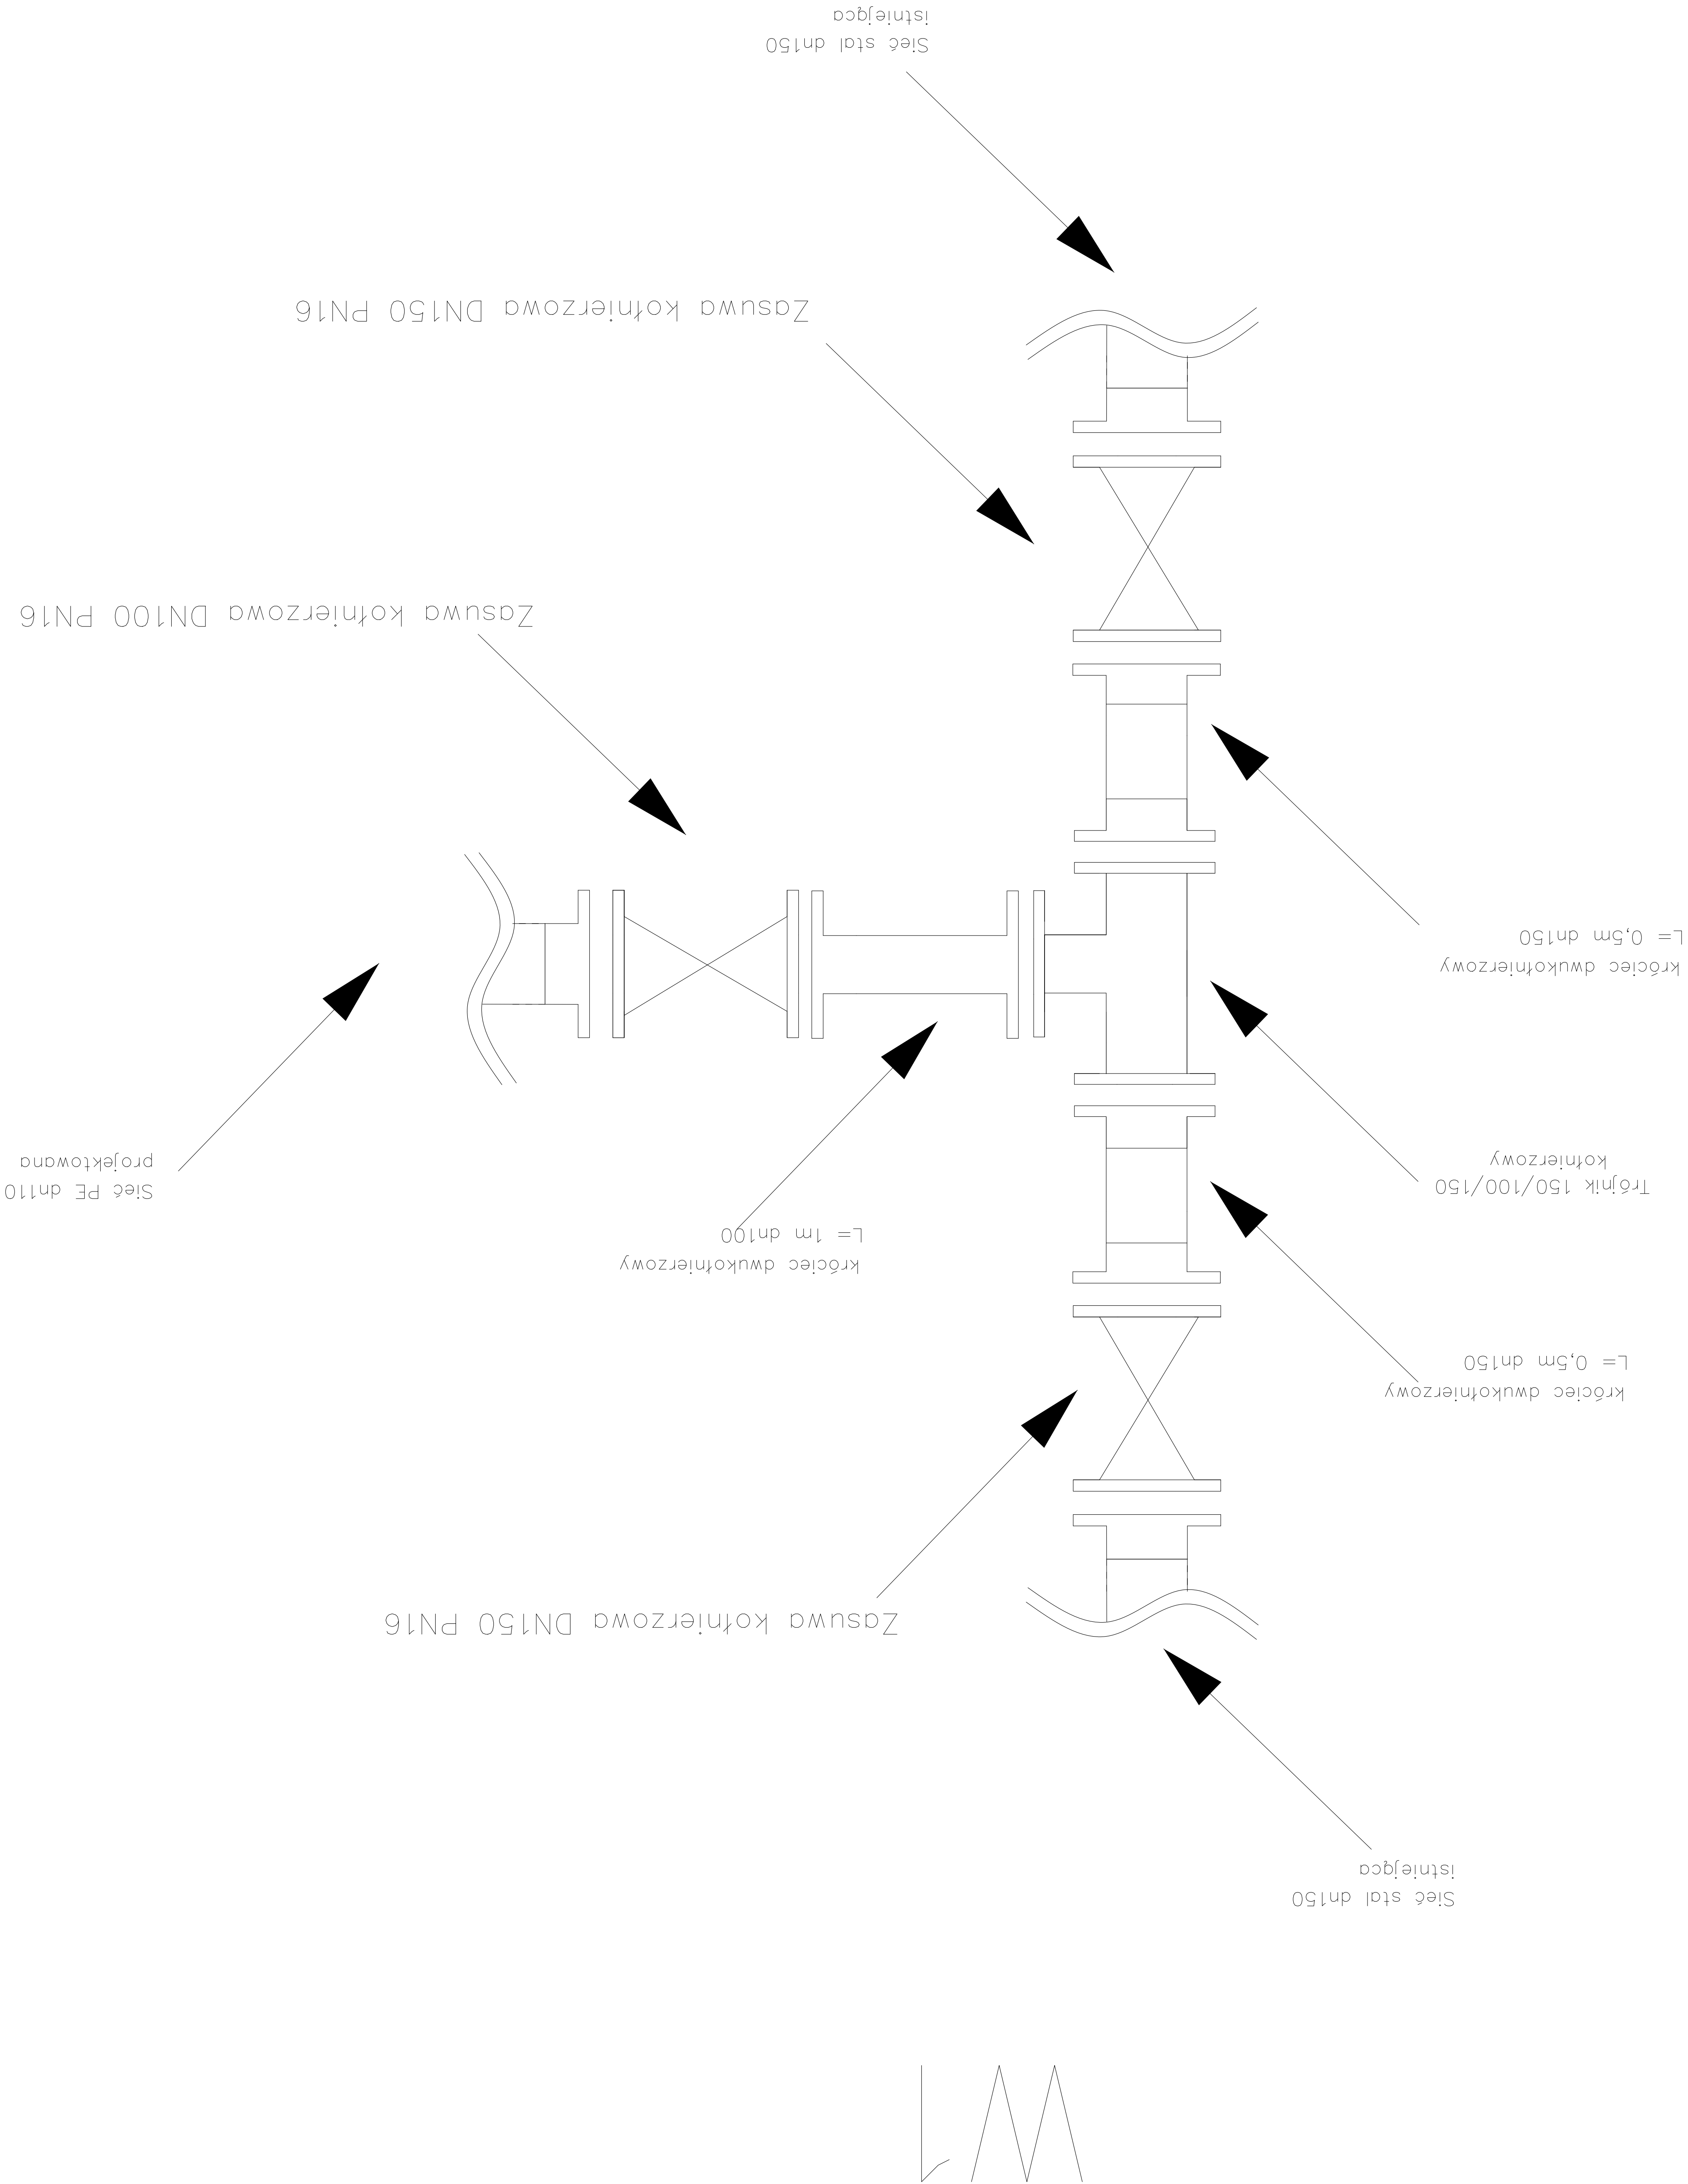 W1
Sieć stal dn150
istniejąca
Zasuwa kołnierzowa DN150 PN16
króciec dwukołnierzowy
L= 0,5m dn150
króciec dwukołnierzowy
L= 1m dn100
Trójnik 150/100/150
kołnierzowy
Sieć PE dn110
projektowana
króciec dwukołnierzowy
L= 0,5m dn150
Zasuwa kołnierzowa DN100 PN16
Zasuwa kołnierzowa DN150 PN16
Sieć stal dn150
istniejąca